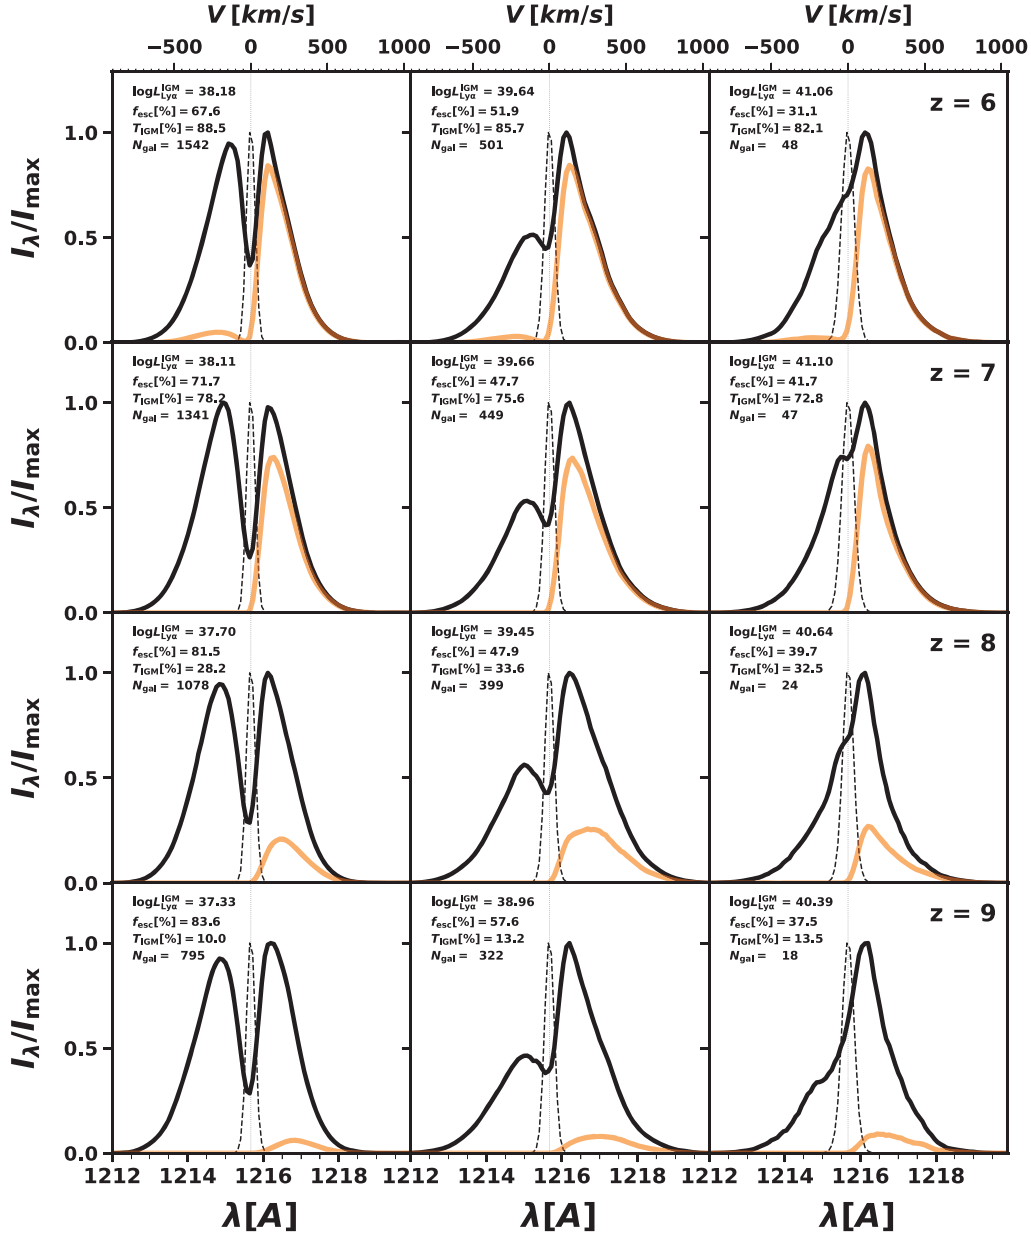 V [km/s] V [km/s] V [km/s]
−500 0 500 1000 −500 0 500 1000 −500 0 500 1000
logL_Lyα^IGM = 38.18
f_esc[%] = 67.6
T_IGM[%] = 88.5
N_gal = 1542
logL_Lyα^IGM = 39.64
f_esc[%] = 51.9
T_IGM[%] = 85.7
N_gal = 501
logL_Lyα^IGM = 41.06
f_esc[%] = 31.1
T_IGM[%] = 82.1
N_gal = 48
z = 6
1.0
0.5
0.0
I_λ/I_max
logL_Lyα^IGM = 38.11
f_esc[%] = 71.7
T_IGM[%] = 78.2
N_gal = 1341
logL_Lyα^IGM = 39.66
f_esc[%] = 47.7
T_IGM[%] = 75.6
N_gal = 449
logL_Lyα^IGM = 41.10
f_esc[%] = 41.7
T_IGM[%] = 72.8
N_gal = 47
z = 7
1.0
0.5
0.0
I_λ/I_max
logL_Lyα^IGM = 37.70
f_esc[%] = 81.5
T_IGM[%] = 28.2
N_gal = 1078
logL_Lyα^IGM = 39.45
f_esc[%] = 47.9
T_IGM[%] = 33.6
N_gal = 399
logL_Lyα^IGM = 40.64
f_esc[%] = 39.7
T_IGM[%] = 32.5
N_gal = 24
z = 8
1.0
0.5
0.0
I_λ/I_max
logL_Lyα^IGM = 37.33
f_esc[%] = 83.6
T_IGM[%] = 10.0
N_gal = 795
logL_Lyα^IGM = 38.96
f_esc[%] = 57.6
T_IGM[%] = 13.2
N_gal = 322
logL_Lyα^IGM = 40.39
f_esc[%] = 37.5
T_IGM[%] = 13.5
N_gal = 18
z = 9
1.0
0.5
0.0
I_λ/I_max
1212 1214 1216 1218 1212 1214 1216 1218 1212 1214 1216 1218
λ[A] λ[A] λ[A]